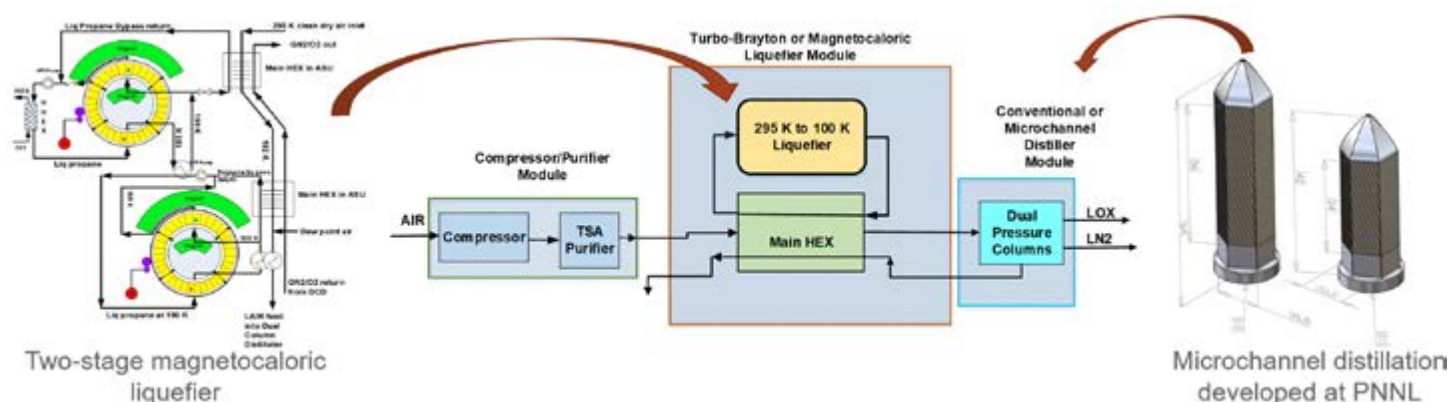 Liq Propane Bypass return
295 K clean dry air inlet
GN2/O2 out
Main HEX in ASU
Liq propane
Main HEX in ASU
Dew point air
GN2/O2 return
from DCD
Liq propane at 190 K
LAIR feed
into Dual
Column
Distiller
Two-stage magnetocaloric
liquefier
Turbo-Brayton or Magnetocaloric
Liquefier Module
295 K to 100 K
Liquefier
Compressor/Purifier
Module
AIR
Compressor
TSA
Purifier
Main HEX
Conventional or
Microchannel
Distiller
Module
Dual
Pressure
Columns
LOX
LN2
Microchannel distillation
developed at PNNL